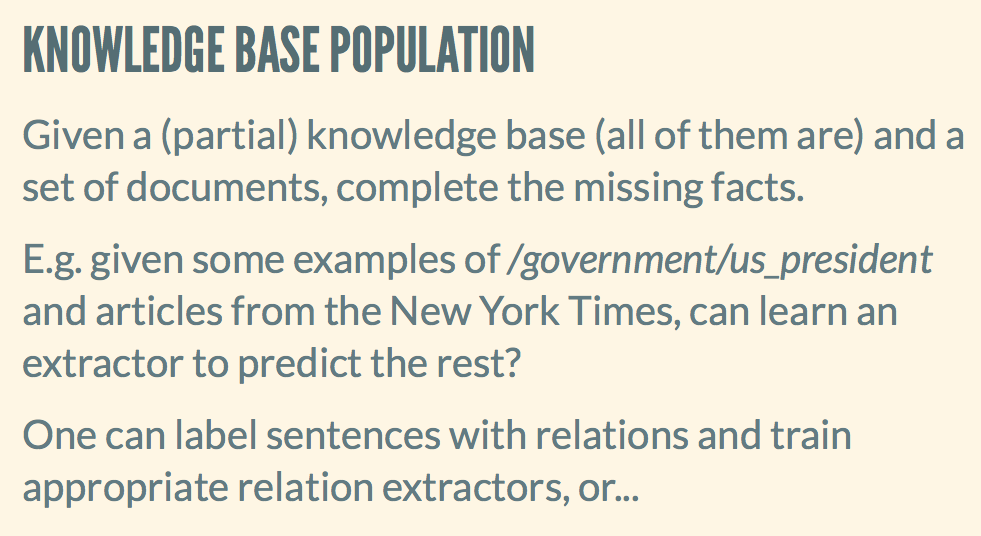 KNOWLEDGE BASE POPULATION
Given a (partial) knowledge base (all of them are) and a
set of documents, complete the missing facts.
E.g. given some examples of /government/us_president
and articles from the New York Times, can learn an
extractor to predict the rest?
One can label sentences with relations and train
appropriate relation extractors, or...